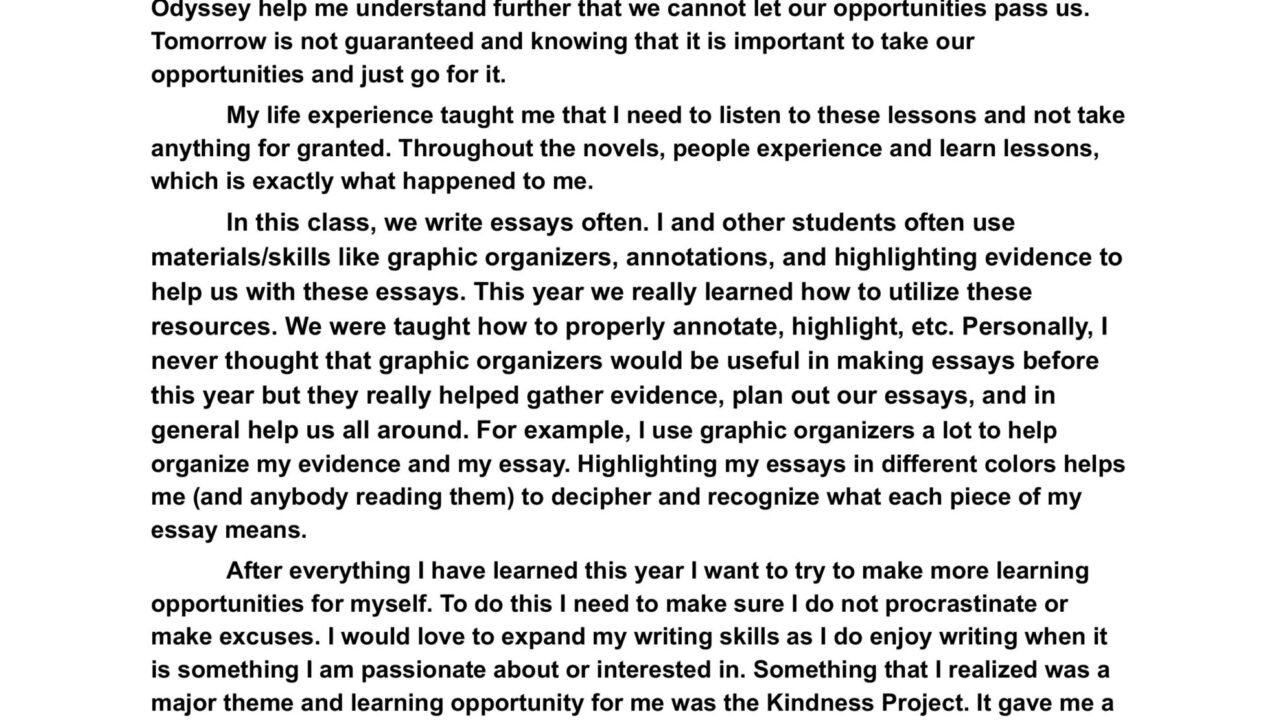 Odyssey help me understand further that we cannot let our opportunities pass us.
Tomorrow is not guaranteed and knowing that it is important to take our
opportunities and just go for it.
My life experience taught me that I need to listen to these lessons and not take
anything for granted. Throughout the novels, people experience and learn lessons,
which is exactly what happened to me.
In this class, we write essays often. I and other students often use
materials/skills like graphic organizers, annotations, and highlighting evidence to
help us with these essays. This year we really learned how to utilize these
resources. We were taught how to properly annotate, highlight, etc. Personally, I
never thought that graphic organizers would be useful in making essays before
this year but they really helped gather evidence, plan out our essays, and in
general help us all around. For example, I use graphic organizers a lot to help
organize my evidence and my essay. Highlighting my essays in different colors helps
me (and anybody reading them) to decipher and recognize what each piece of my
essay means.
After everything I have learned this year I want to try to make more learning
opportunities for myself. To do this I need to make sure I do not procrastinate or
make excuses. I would love to expand my writing skills as I do enjoy writing when it
is something I am passionate about or interested in. Something that I realized was a
major theme and learning opportunity for me was the Kindness Project. It gave me a